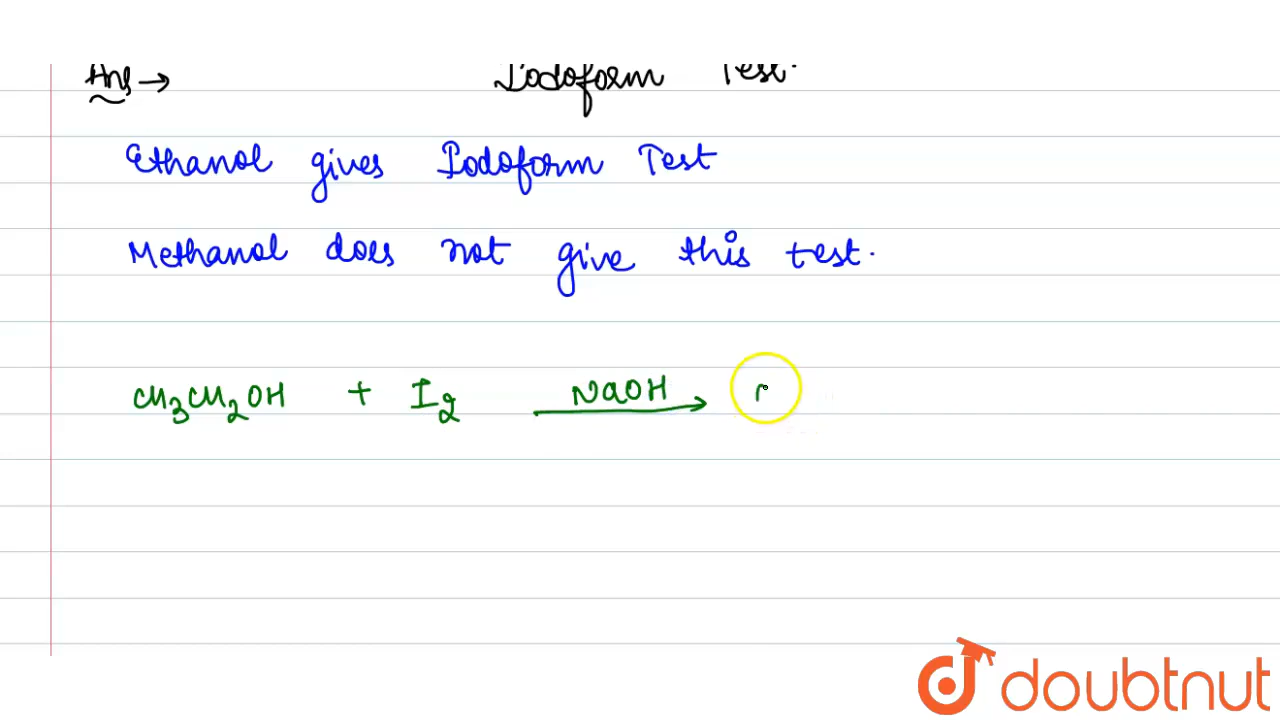 Ans → Iodoform Test.
Ethanol gives Iodoform Test
Methanol does not give this test.
CH3CH2OH + I2 NaOH →
doubtnut